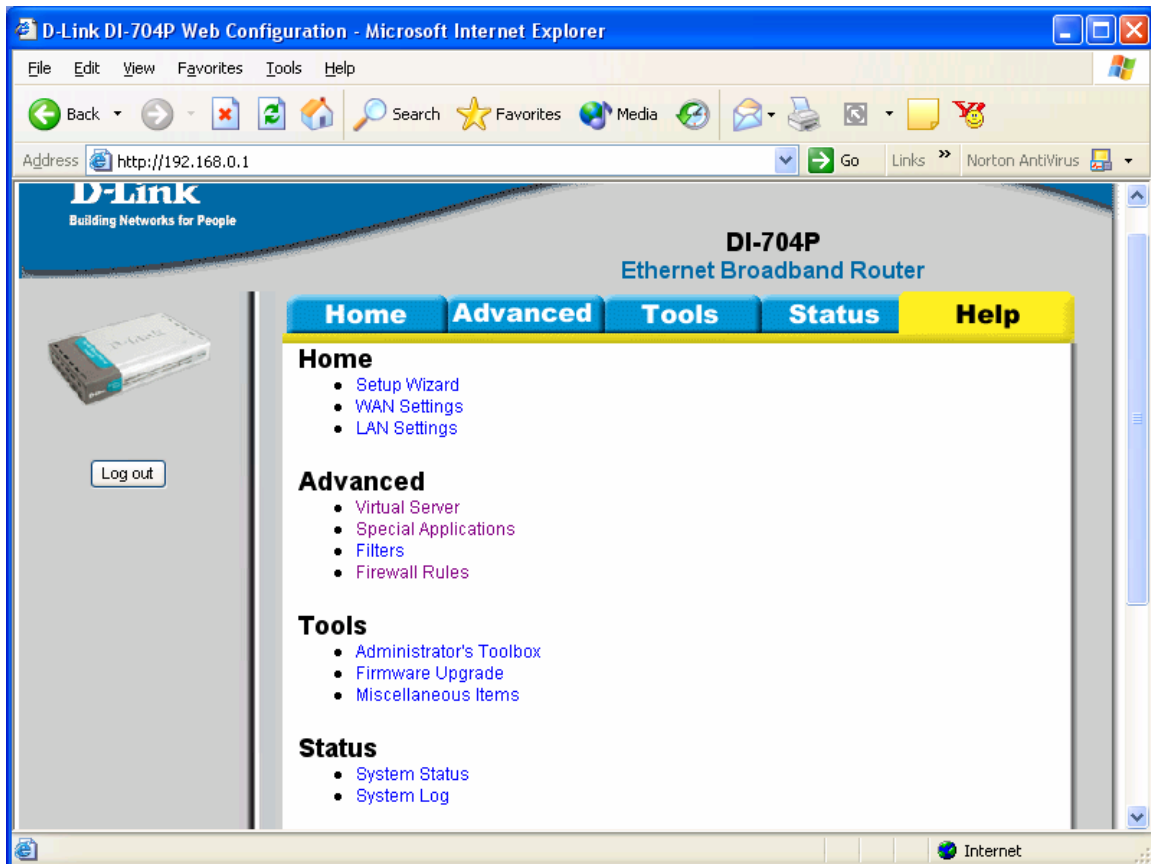 D-Link DI-704P Web Configuration - Microsoft Internet Explorer
File Edit View Favorites Tools Help
Back Search Favorites Media
Address http://192.168.0.1 Go Links » Norton AntiVirus
D-Link
Building Networks for People
DI-704P
Ethernet Broadband Router
Home Advanced Tools Status Help
D-Link
Log out
Home
• Setup Wizard
• WAN Settings
• LAN Settings
Advanced
• Virtual Server
• Special Applications
• Filters
• Firewall Rules
Tools
• Administrator's Toolbox
• Firmware Upgrade
• Miscellaneous Items
Status
• System Status
• System Log
Internet